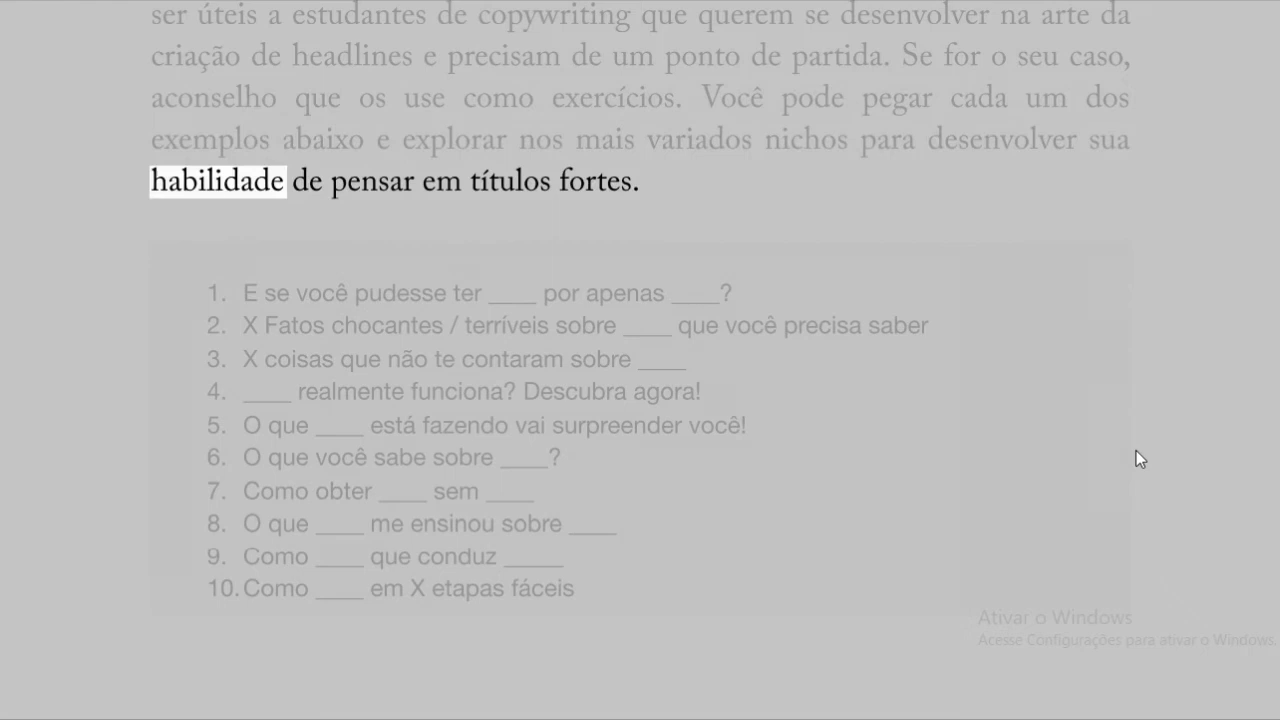 ser úteis a estudantes de copywriting que querem se desenvolver na arte da
criação de headlines e precisam de um ponto de partida. Se for o seu caso,
aconselho que os use como exercícios. Você pode pegar cada um dos
exemplos abaixo e explorar nos mais variados nichos para desenvolver sua
habilidade de pensar em títulos fortes.
1. E se você pudesse ter ____ por apenas ____?
2. X Fatos chocantes / terríveis sobre ____ que você precisa saber
3. X coisas que não te contaram sobre ____
4. ____ realmente funciona? Descubra agora!
5. O que ____ está fazendo vai surpreender você!
6. O que você sabe sobre ____?
7. Como obter ____ sem ____
8. O que ____ me ensinou sobre ____
9. Como ____ que conduz _____
10. Como ____ em X etapas fáceis
Ativar o Windows
Acesse Configurações para ativar o Windows.